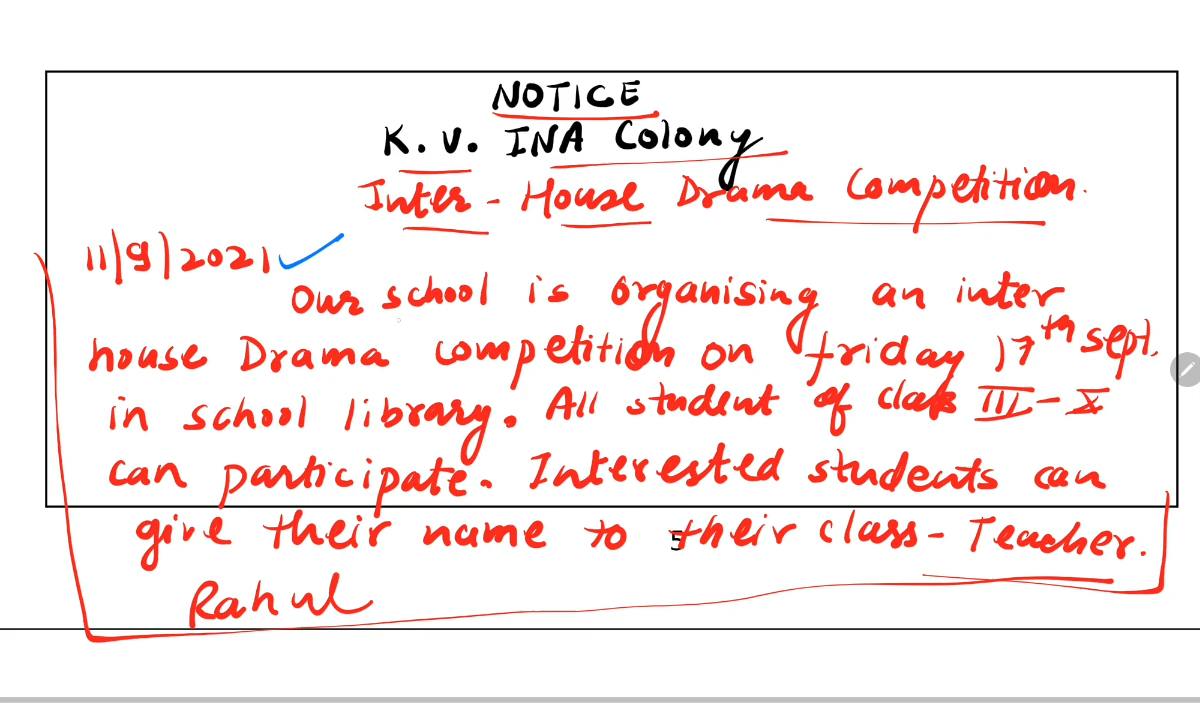 NOTICE
K. V. INA Colony
Inter - House Drama Competition.
11/9/2021
Our school is organising an inter
house Drama competition on friday 17th sept.
in school library. All student of class III - X
can participate. Interested students can
give their name to their class - Teacher.
5
Rahul